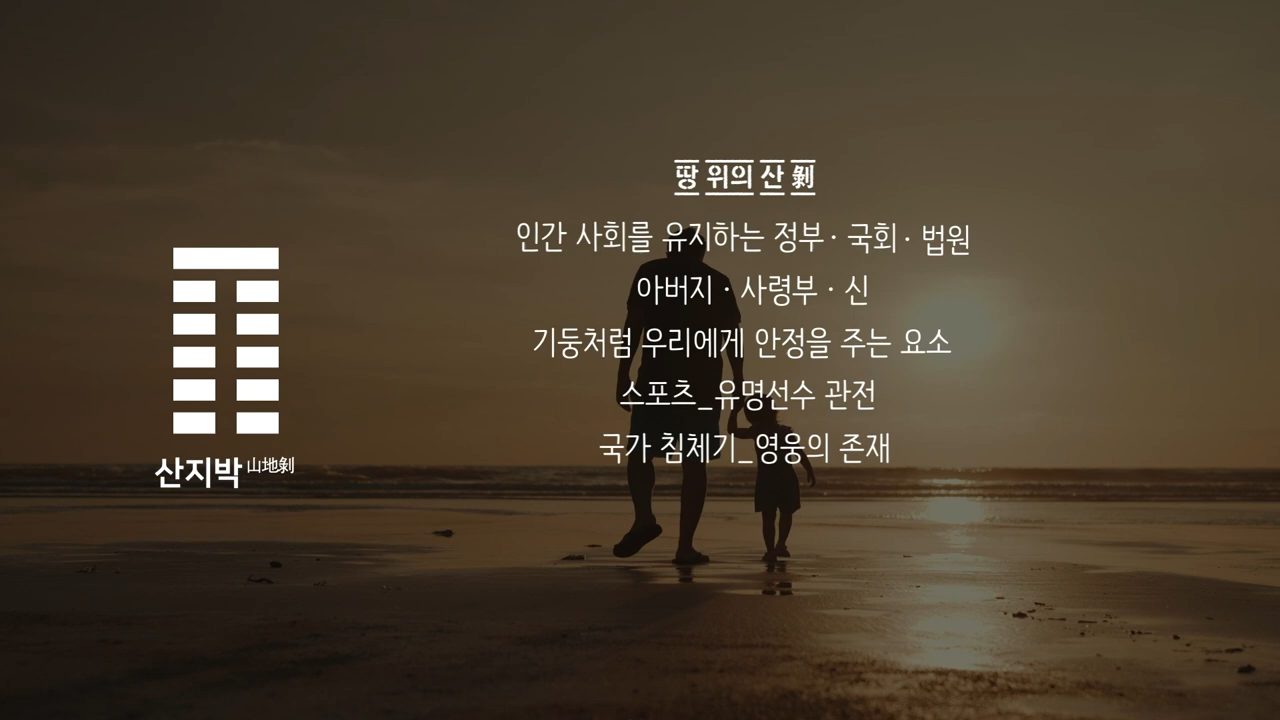 땅 위의 산 剝
인간 사회를 유지하는 정부 · 국회 · 법원
아버지 · 사령부 · 신
기둥처럼 우리에게 안정을 주는 요소
스포츠_유명선수 관전
국가 침체기_영웅의 존재
산지박 山地剝